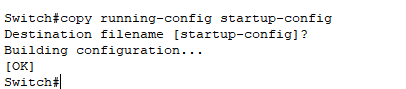 Switch#copy running-config startup-config
Destination filename [startup-config]?
Building configuration...
[OK]
Switch#